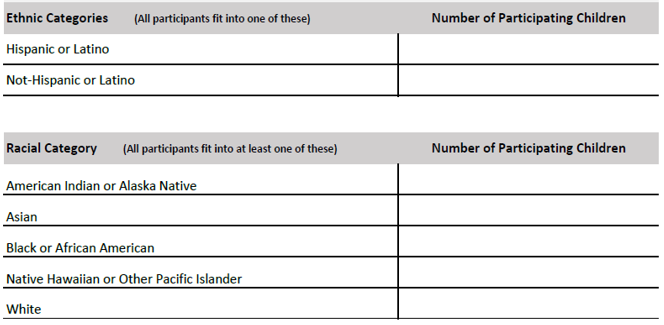 Ethnic Categories (All participants fit into one of these) Number of Participating Children
Hispanic or Latino
Not-Hispanic or Latino
Racial Category (All participants fit into at least one of these) Number of Participating Children
American Indian or Alaska Native
Asian
Black or African American
Native Hawaiian or Other Pacific Islander
White